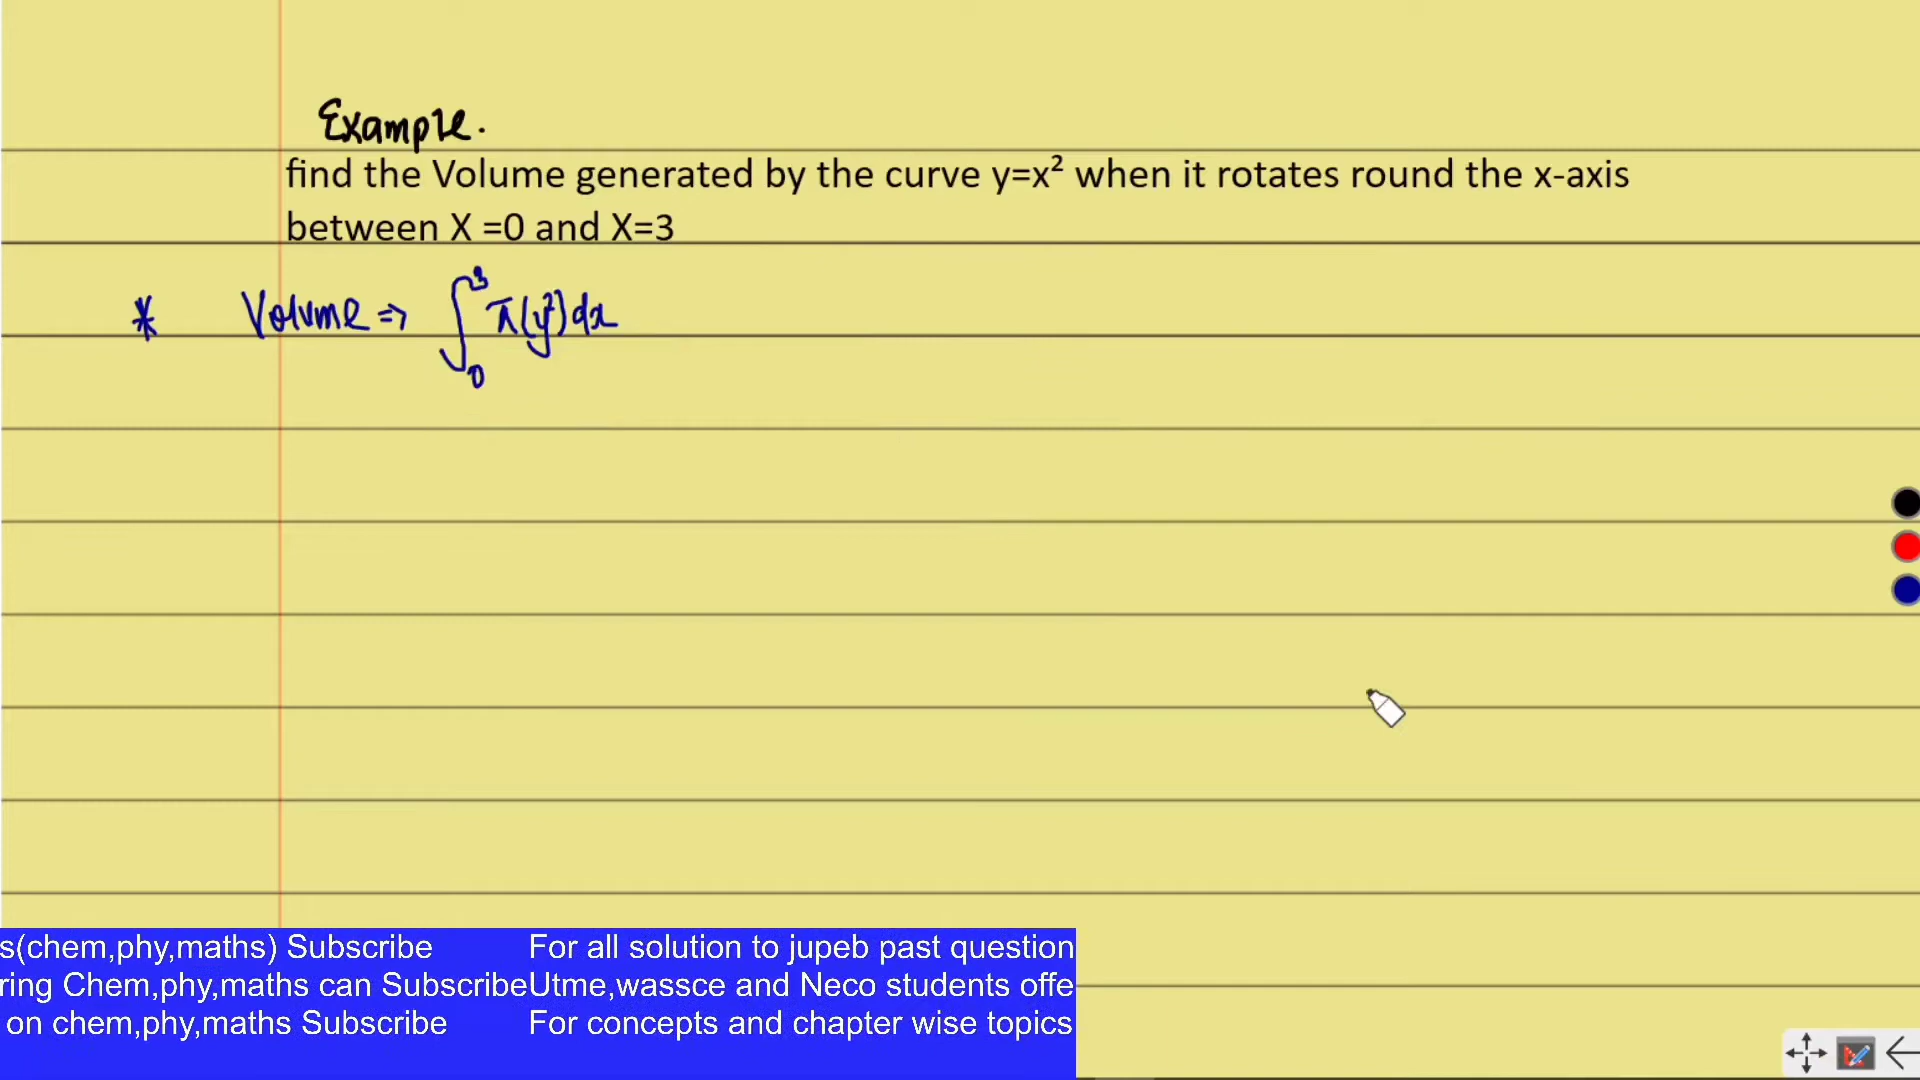 Example.
find the Volume generated by the curve y=x² when it rotates round the x-axis
between X =0 and X=3
* Volume => ∫₀³ π(y²)dx
s(chem,phy,maths) Subscribe For all solution to jupeb past question
ring Chem,phy,maths can Subscribe Utme,wassce and Neco students offe
on chem,phy,maths Subscribe For concepts and chapter wise topics